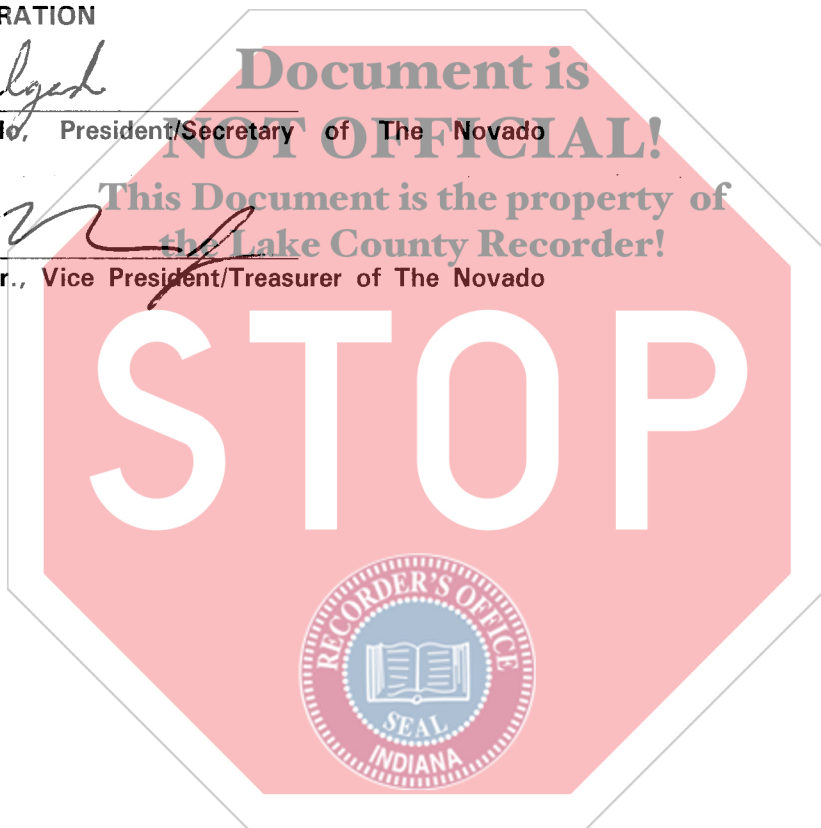 RATION
Document is
lo, President/Secretary of The Novado
NOT OFFICIAL!
This Document is the property of
the Lake County Recorder!
r., Vice President/Treasurer of The Novado
STOP
RECORDER'S OFFICE
SEAL
INDIANA